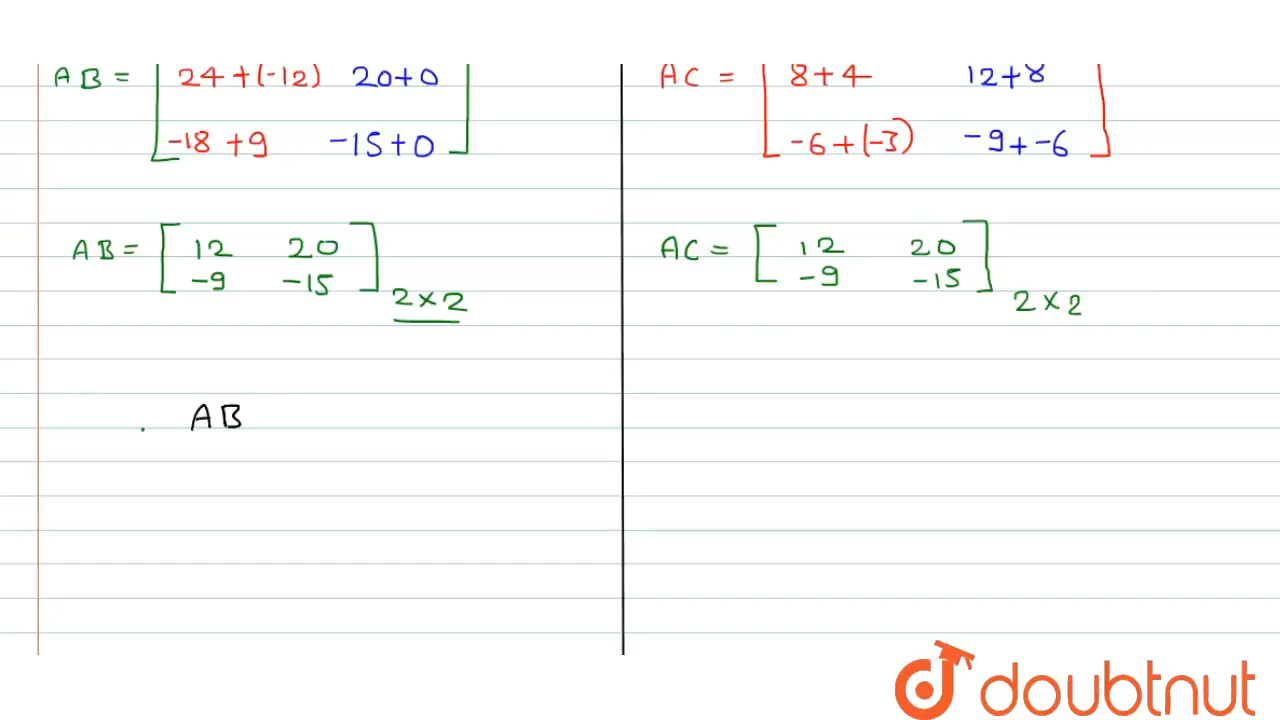 AB = [ 24 + (-12) 20+0
-18 + 9 -15+0 ]
AB = [ 12 20
-9 -15 ] 2×2
. AB
AC = [ 8+4 12+8
-6+(-3) -9+-6 ]
AC = [ 12 20
-9 -15 ] 2×2
doubtnut